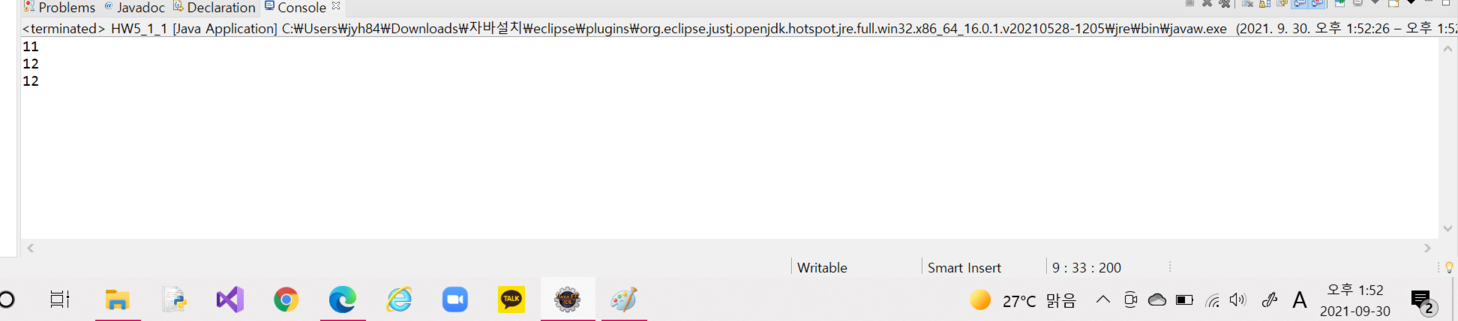 Problems Javadoc Declaration Console
<terminated> HW5_1_1 [Java Application] C:₩Users₩jyh84₩Downloads₩자바설치₩eclipse₩plugins₩org.eclipse.justj.openjdk.hotspot.jre.full.win32.x86_64_16.0.1.v20210528-1205₩jre₩bin₩javaw.exe (2021. 9. 30. 오후 1:52:26 – 오후 1:52
11
12
12
Writable Smart Insert 9 : 33 : 200
TALK 27°C 맑음 A 오후 1:52
2021-09-30 2